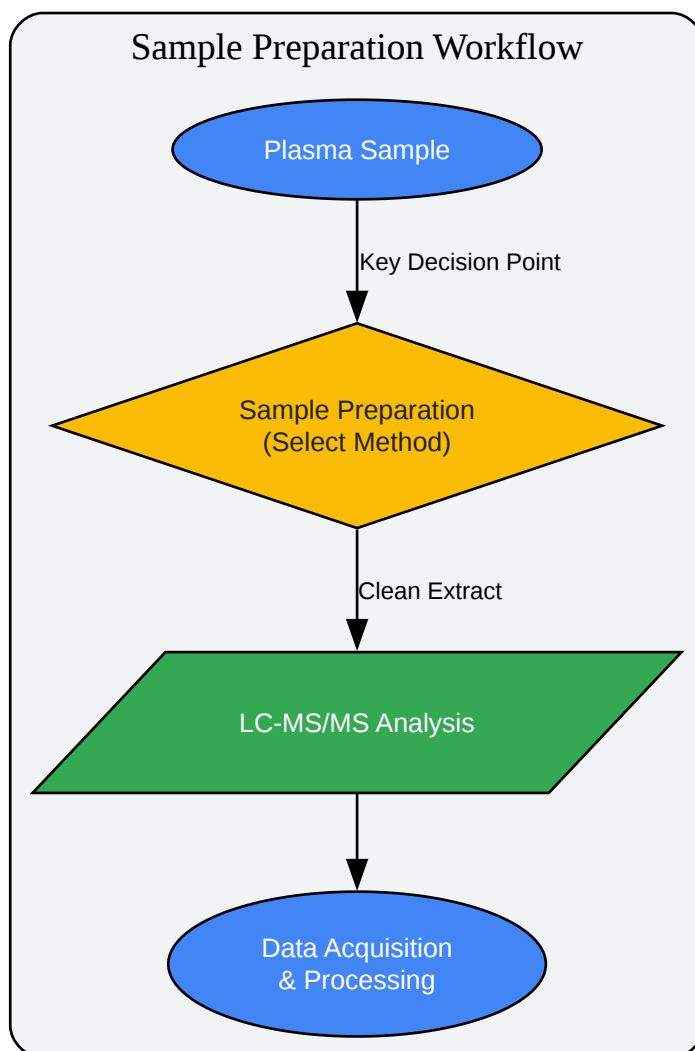 Sample Preparation Workflow
Plasma Sample
Key Decision Point
Sample Preparation
(Select Method)
Clean Extract
LC-MS/MS Analysis
Data Acquisition
& Processing